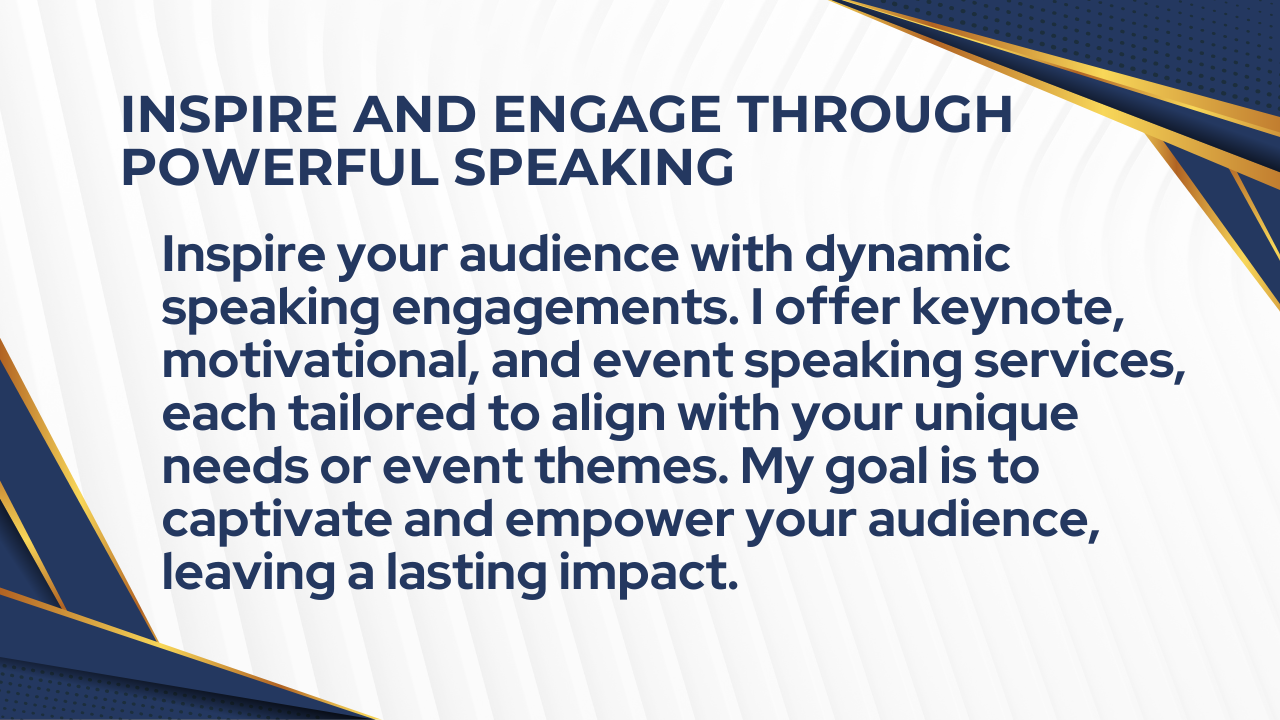 INSPIRE AND ENGAGE THROUGH
POWERFUL SPEAKING
Inspire your audience with dynamic
speaking engagements. I offer keynote,
motivational, and event speaking services,
each tailored to align with your unique
needs or event themes. My goal is to
captivate and empower your audience,
leaving a lasting impact.